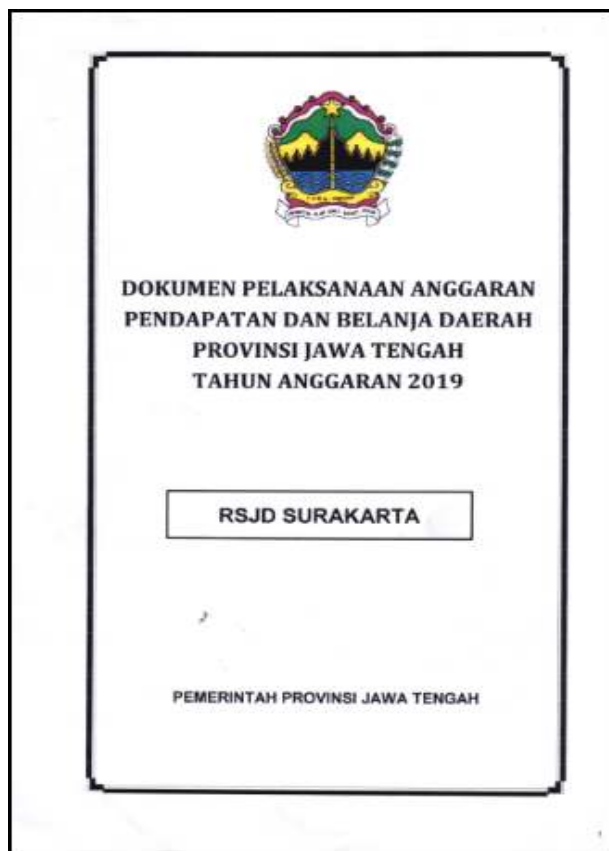 DOKUMEN PELAKSANAAN ANGGARAN
PENDAPATAN DAN BELANJA DAERAH
PROVINSI JAWA TENGAH
TAHUN ANGGARAN 2019
RSJD SURAKARTA
PEMERINTAH PROVINSI JAWA TENGAH